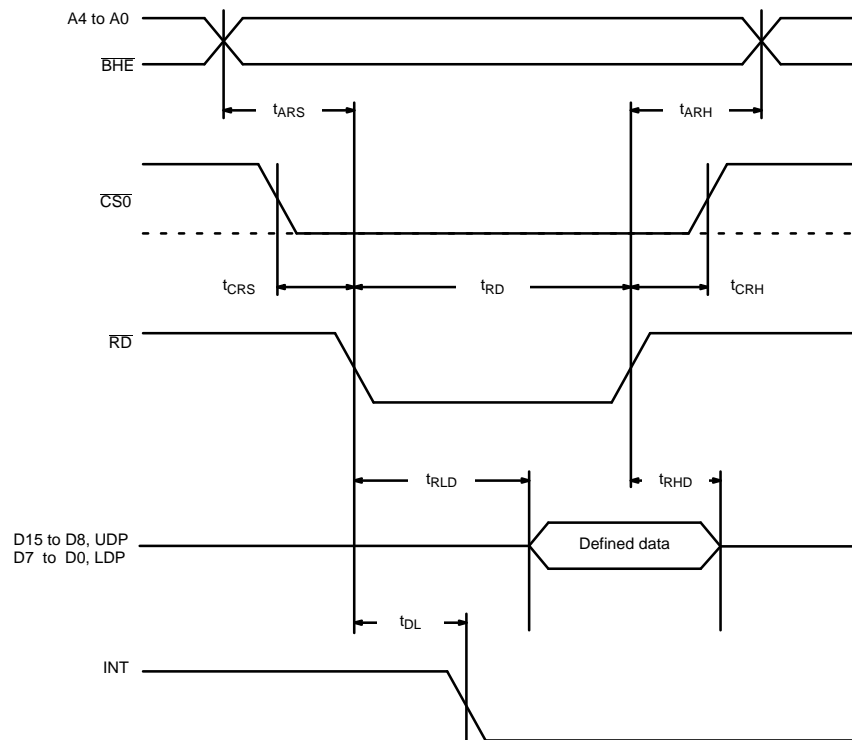 A4 to A0
BHE
tARS
tARH
CS0
tCRS
tRD
tCRH
RD
tRLD
tRHD
D15 to D8, UDP
D7 to D0, LDP
Defined data
tDL
INT